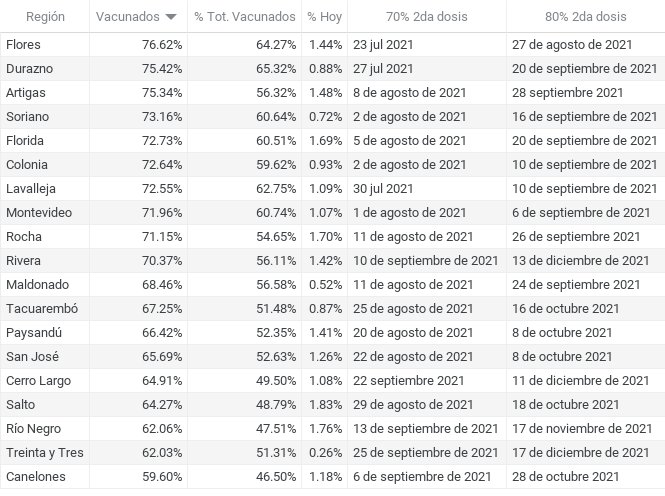 Región Vacunados % Tot. Vacunados % Hoy 70% 2da dosis 80% 2da dosis
Flores 76.62% 64.27% 1.44% 23 jul 2021 27 de agosto de 2021
Durazno 75.42% 65.32% 0.88% 27 jul 2021 20 de septiembre de 2021
Artigas 75.34% 56.32% 1.48% 8 de agosto de 2021 28 septiembre 2021
Soriano 73.16% 60.64% 0.72% 2 de agosto de 2021 16 de septiembre de 2021
Florida 72.73% 60.51% 1.69% 5 de agosto de 2021 20 de septiembre de 2021
Colonia 72.64% 59.62% 0.93% 2 de agosto de 2021 10 de septiembre de 2021
Lavalleja 72.55% 62.75% 1.09% 30 jul 2021 10 de septiembre de 2021
Montevideo 71.96% 60.74% 1.07% 1 de agosto de 2021 6 de septiembre de 2021
Rocha 71.15% 54.65% 1.70% 11 de agosto de 2021 26 de septiembre de 2021
Rivera 70.37% 56.11% 1.42% 10 de septiembre de 2021 13 de diciembre de 2021
Maldonado 68.46% 56.58% 0.52% 11 de agosto de 2021 24 de septiembre de 2021
Tacuarembó 67.25% 51.48% 0.87% 25 de agosto de 2021 16 de octubre 2021
Paysandú 66.42% 52.35% 1.41% 20 de agosto de 2021 8 de octubre 2021
San José 65.69% 52.63% 1.26% 22 de agosto de 2021 8 de octubre 2021
Cerro Largo 64.91% 49.50% 1.08% 22 septiembre 2021 11 de diciembre de 2021
Salto 64.27% 48.79% 1.83% 29 de agosto de 2021 18 de octubre 2021
Río Negro 62.06% 47.51% 1.76% 13 de septiembre de 2021 17 de noviembre de 2021
Treinta y Tres 62.03% 51.31% 0.26% 25 de septiembre de 2021 17 de diciembre de 2021
Canelones 59.60% 46.50% 1.18% 6 de septiembre de 2021 28 de octubre 2021